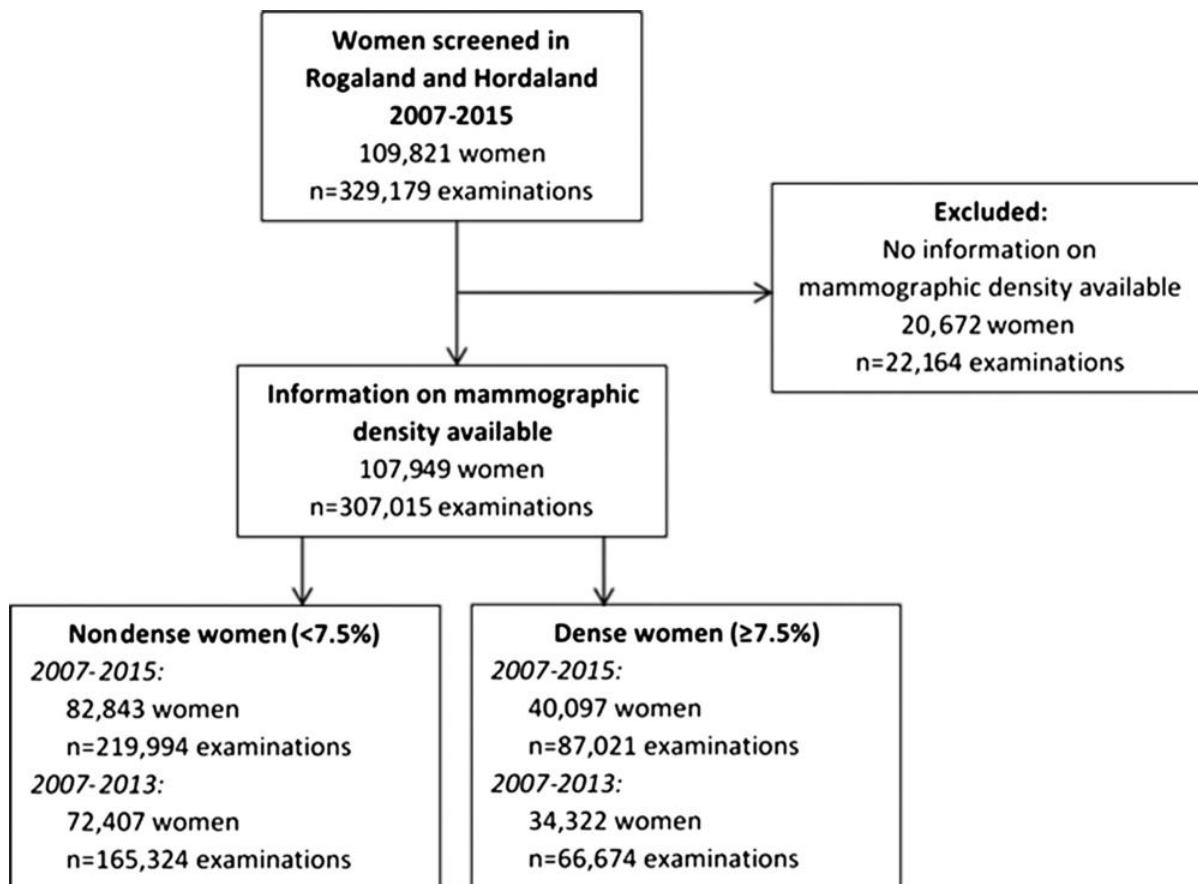 Women screened in
Rogaland and Hordaland
2007-2015
109,821 women
n=329,179 examinations
Excluded:
No information on
mammographic density available
20,672 women
n=22,164 examinations
Information on mammographic
density available
107,949 women
n=307,015 examinations
Nondense women (<7.5%)
2007-2015:
82,843 women
n=219,994 examinations
2007-2013:
72,407 women
n=165,324 examinations
Dense women (≥7.5%)
2007-2015:
40,097 women
n=87,021 examinations
2007-2013:
34,322 women
n=66,674 examinations